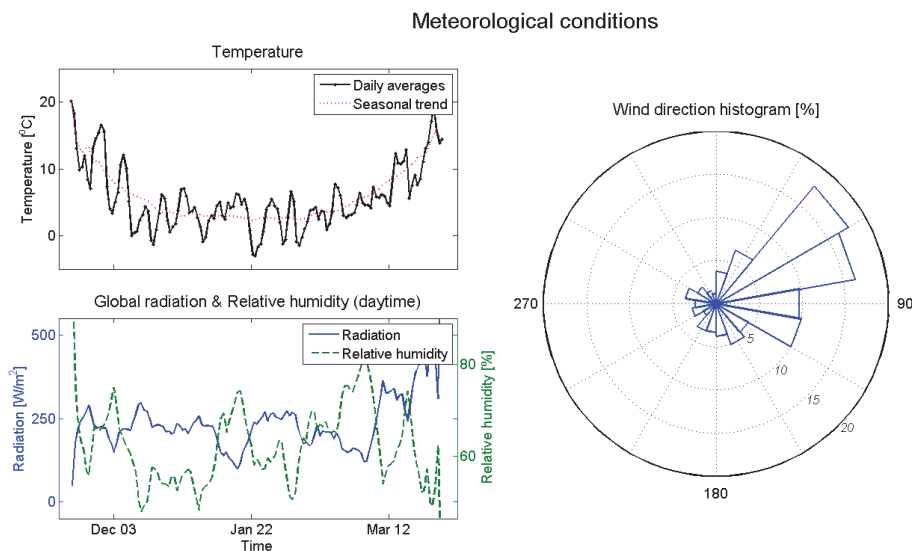 Meteorological conditions
Temperature
Daily averages
Seasonal trend
Temperature [⁰C]
20
10
0
Global radiation & Relative humidity (daytime)
Radiation
Relative humidity
Radiation [W/m²]
500
250
0
80
60
Relative humidity [%]
Dec 03
Jan 22
Mar 12
Time
Wind direction histogram [%]
270
90
5
10
15
20
180